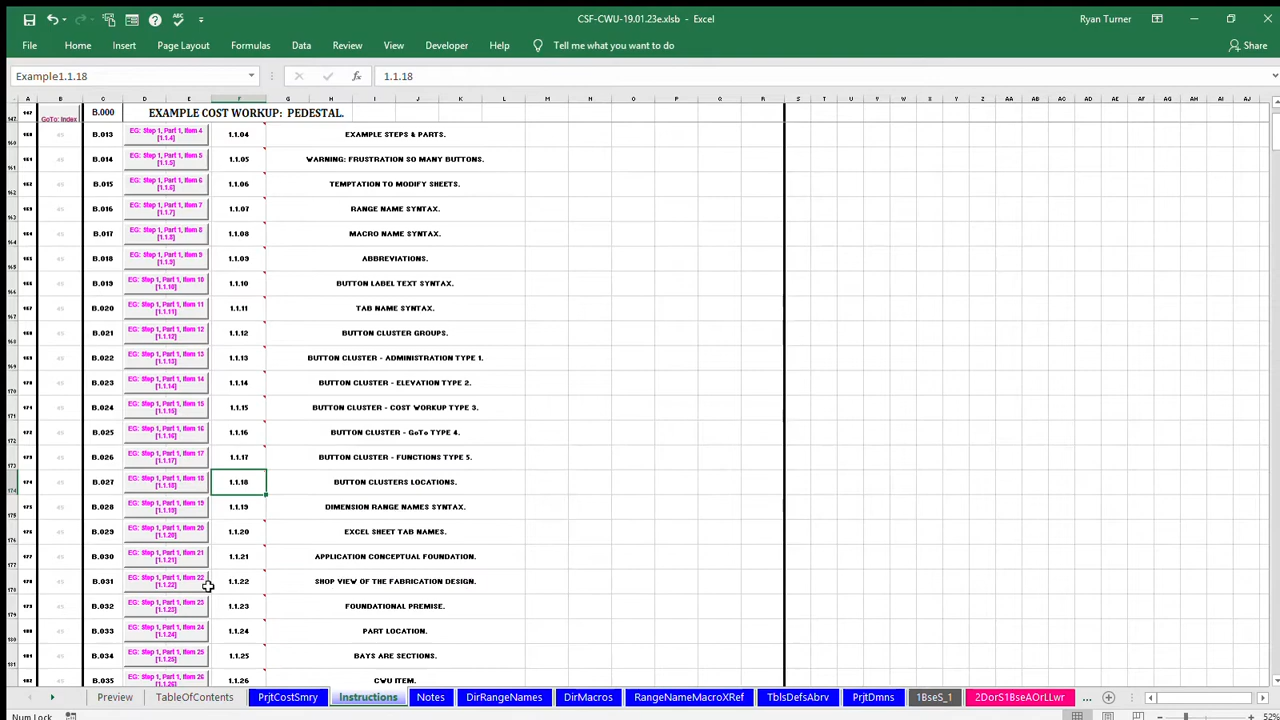 CSF-CWU-19.01.23e.xlsb - Excel
Ryan Turner
File Home Insert Page Layout Formulas Data Review View Developer Help Tell me what you want to do Share
Example1.1.18 fx 1.1.18
A B C D E F G H I J K L M N O P Q R S T U V W X Y Z AA AB AC AD AE AF AG AH AI AJ
147 GoTo: Index B.000 EXAMPLE COST WORKUP: PEDESTAL.
B.013 EG: Step 1, Part 1, Item 4 [1.1.4] 1.1.04 EXAMPLE STEPS & PARTS.
B.014 EG: Step 1, Part 1, Item 5 [1.1.5] 1.1.05 WARNING: FRUSTRATION SO MANY BUTTONS.
B.015 EG: Step 1, Part 1, Item 6 [1.1.6] 1.1.06 TEMPTATION TO MODIFY SHEETS.
B.016 EG: Step 1, Part 1, Item 7 [1.1.7] 1.1.07 RANGE NAME SYNTAX.
B.017 EG: Step 1, Part 1, Item 8 [1.1.8] 1.1.08 MACRO NAME SYNTAX.
B.018 EG: Step 1, Part 1, Item 9 [1.1.9] 1.1.09 ABBREVIATIONS.
B.019 EG: Step 1, Part 1, Item 10 [1.1.10] 1.1.10 BUTTON LABEL TEXT SYNTAX.
B.020 EG: Step 1, Part 1, Item 11 [1.1.11] 1.1.11 TAB NAME SYNTAX.
B.021 EG: Step 1, Part 1, Item 12 [1.1.12] 1.1.12 BUTTON CLUSTER GROUPS.
B.022 EG: Step 1, Part 1, Item 13 [1.1.13] 1.1.13 BUTTON CLUSTER - ADMINISTRATION TYPE 1.
B.023 EG: Step 1, Part 1, Item 14 [1.1.14] 1.1.14 BUTTON CLUSTER - ELEVATION TYPE 2.
B.024 EG: Step 1, Part 1, Item 15 [1.1.15] 1.1.15 BUTTON CLUSTER - COST WORKUP TYPE 3.
B.025 EG: Step 1, Part 1, Item 16 [1.1.16] 1.1.16 BUTTON CLUSTER - GoTo TYPE 4.
B.026 EG: Step 1, Part 1, Item 17 [1.1.17] 1.1.17 BUTTON CLUSTER - FUNCTIONS TYPE 5.
B.027 EG: Step 1, Part 1, Item 18 [1.1.18] 1.1.18 BUTTON CLUSTERS LOCATIONS.
B.028 EG: Step 1, Part 1, Item 19 [1.1.19] 1.1.19 DIMENSION RANGE NAMES SYNTAX.
B.029 EG: Step 1, Part 1, Item 20 [1.1.20] 1.1.20 EXCEL SHEET TAB NAMES.
B.030 EG: Step 1, Part 1, Item 21 [1.1.21] 1.1.21 APPLICATION CONCEPTUAL FOUNDATION.
B.031 EG: Step 1, Part 1, Item 22 [1.1.22] 1.1.22 SHOP VIEW OF THE FABRICATION DESIGN.
B.032 EG: Step 1, Part 1, Item 23 [1.1.23] 1.1.23 FOUNDATIONAL PREMISE.
B.033 EG: Step 1, Part 1, Item 24 [1.1.24] 1.1.24 PART LOCATION.
B.034 EG: Step 1, Part 1, Item 25 [1.1.25] 1.1.25 BAYS ARE SECTIONS.
B.035 EG: Step 1, Part 1, Item 26 1.1.26 CWU ITEM.
Preview TableOfContents PrjtCostSmry Instructions Notes DirRangeNames DirMacros RangeNameMacroXRef TblsDefsAbrv PrjtDmns 1BseS_1 2DorS1BseAOrLLwr ...
Num Lock 52%